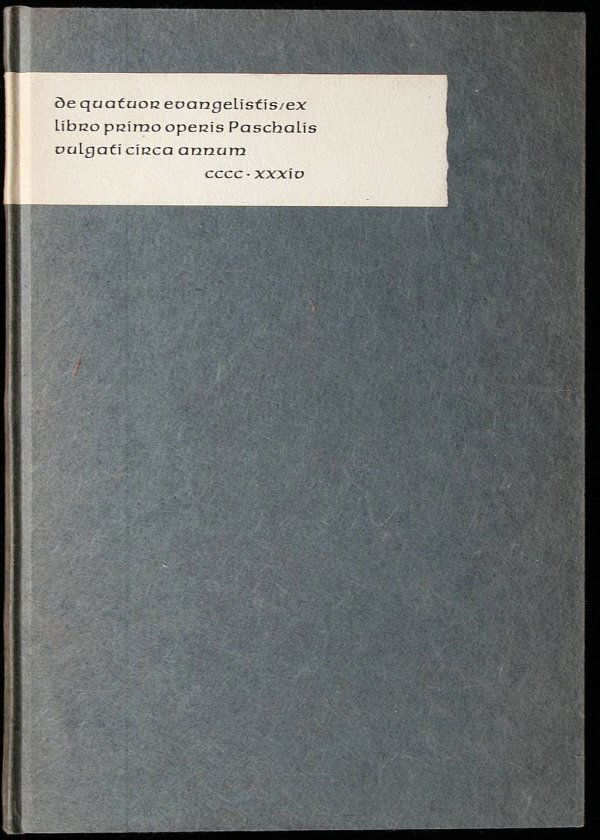 de quatuor evangelistis/ex
libro primo operis Paschalis
vulgati circa annum
cccc · xxxiv